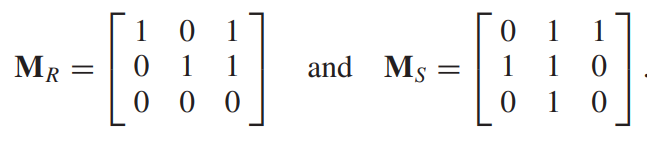 M_R = [1 0 1; 0 1 1; 0 0 0] and M_S = [0 1 1; 1 1 0; 0 1 0].